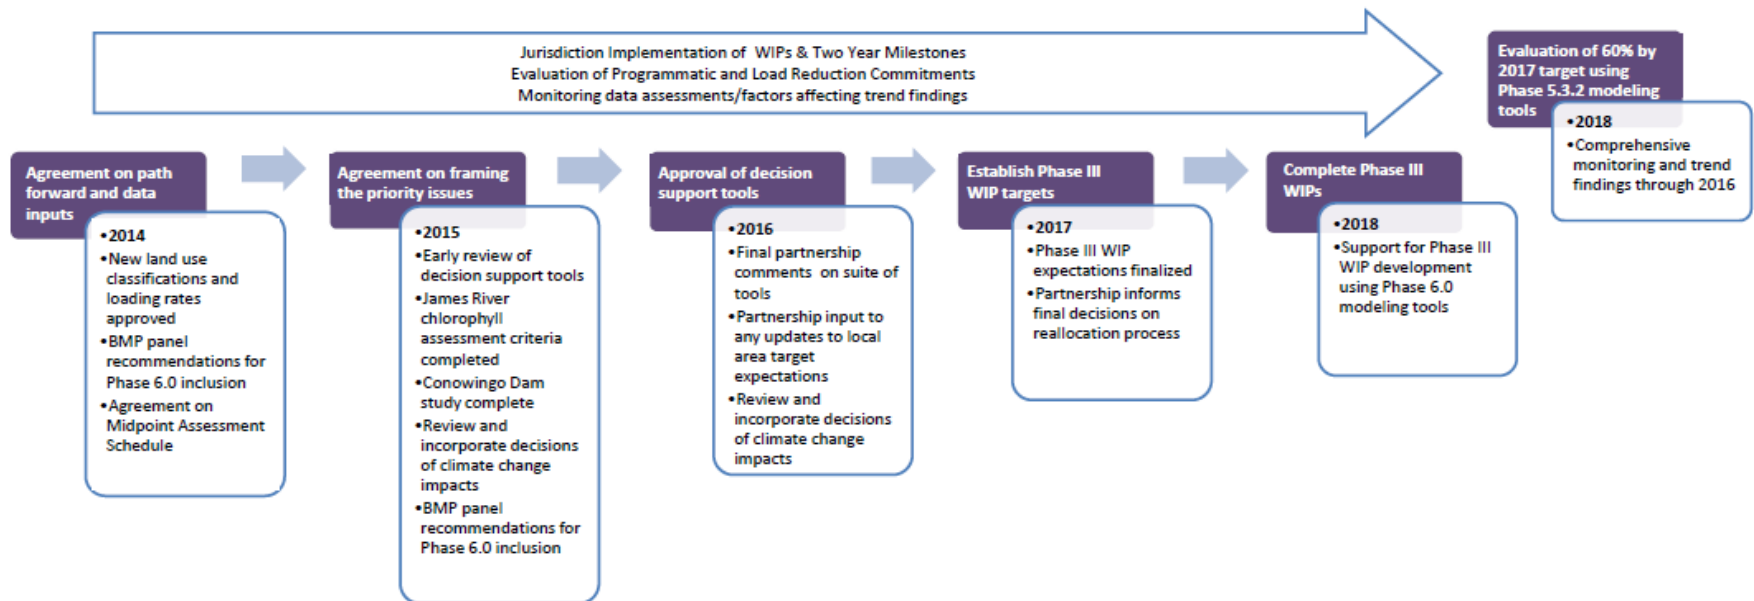 Jurisdiction Implementation of WIPs & Two Year Milestones
Evaluation of Programmatic and Load Reduction Commitments
Monitoring data assessments/factors affecting trend findings
Evaluation of 60% by
2017 target using
Phase 5.3.2 modeling
tools
•2018
•Comprehensive
monitoring and trend
findings through 2016
Agreement on path
forward and data
inputs
•2014
•New land use
classifications and
loading rates
approved
•BMP panel
recommendations for
Phase 6.0 inclusion
•Agreement on
Midpoint Assessment
Schedule
Agreement on framing
the priority issues
•2015
•Early review of
decision support tools
•James River
chlorophyll
assessment criteria
completed
•Conowingo Dam
study complete
•Review and
incorporate decisions
of climate change
impacts
•BMP panel
recommendations for
Phase 6.0 inclusion
Approval of decision
support tools
•2016
•Final partnership
comments on suite of
tools
•Partnership input to
any updates to local
area target
expectations
•Review and
incorporate decisions
of climate change
impacts
Establish Phase III
WIP targets
•2017
•Phase III WIP
expectations finalized
•Partnership informs
final decisions on
reallocation process
Complete Phase III
WIPs
•2018
•Support for Phase III
WIP development
using Phase 6.0
modeling tools